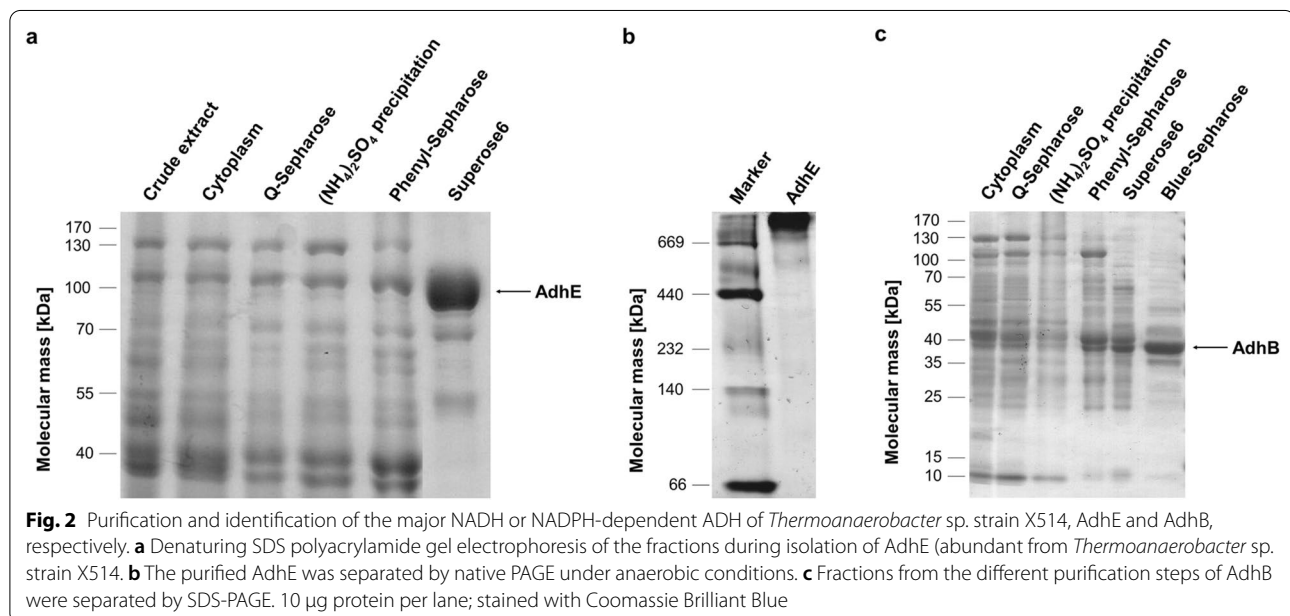 a
Crude extract
Cytoplasm
Q-Sepharose
(NH₄)₂SO₄ precipitation
Phenyl-Sepharose
Superose6
Molecular mass [kDa]
170
130
100
70
55
40
AdhE
b
Marker
AdhE
Molecular mass [kDa]
669
440
232
140
66
c
Cytoplasm
Q-Sepharose
(NH₄)₂SO₄ precipitation
Phenyl-Sepharose
Superose6
Blue-Sepharose
Molecular mass [kDa]
170
130
100
70
55
40
35
25
15
10
AdhB
Fig. 2 Purification and identification of the major NADH or NADPH-dependent ADH of Thermoanaerobacter sp. strain X514, AdhE and AdhB,
respectively. a Denaturing SDS polyacrylamide gel electrophoresis of the fractions during isolation of AdhE (abundant from Thermoanaerobacter sp.
strain X514. b The purified AdhE was separated by native PAGE under anaerobic conditions. c Fractions from the different purification steps of AdhB
were separated by SDS-PAGE. 10 µg protein per lane; stained with Coomassie Brilliant Blue